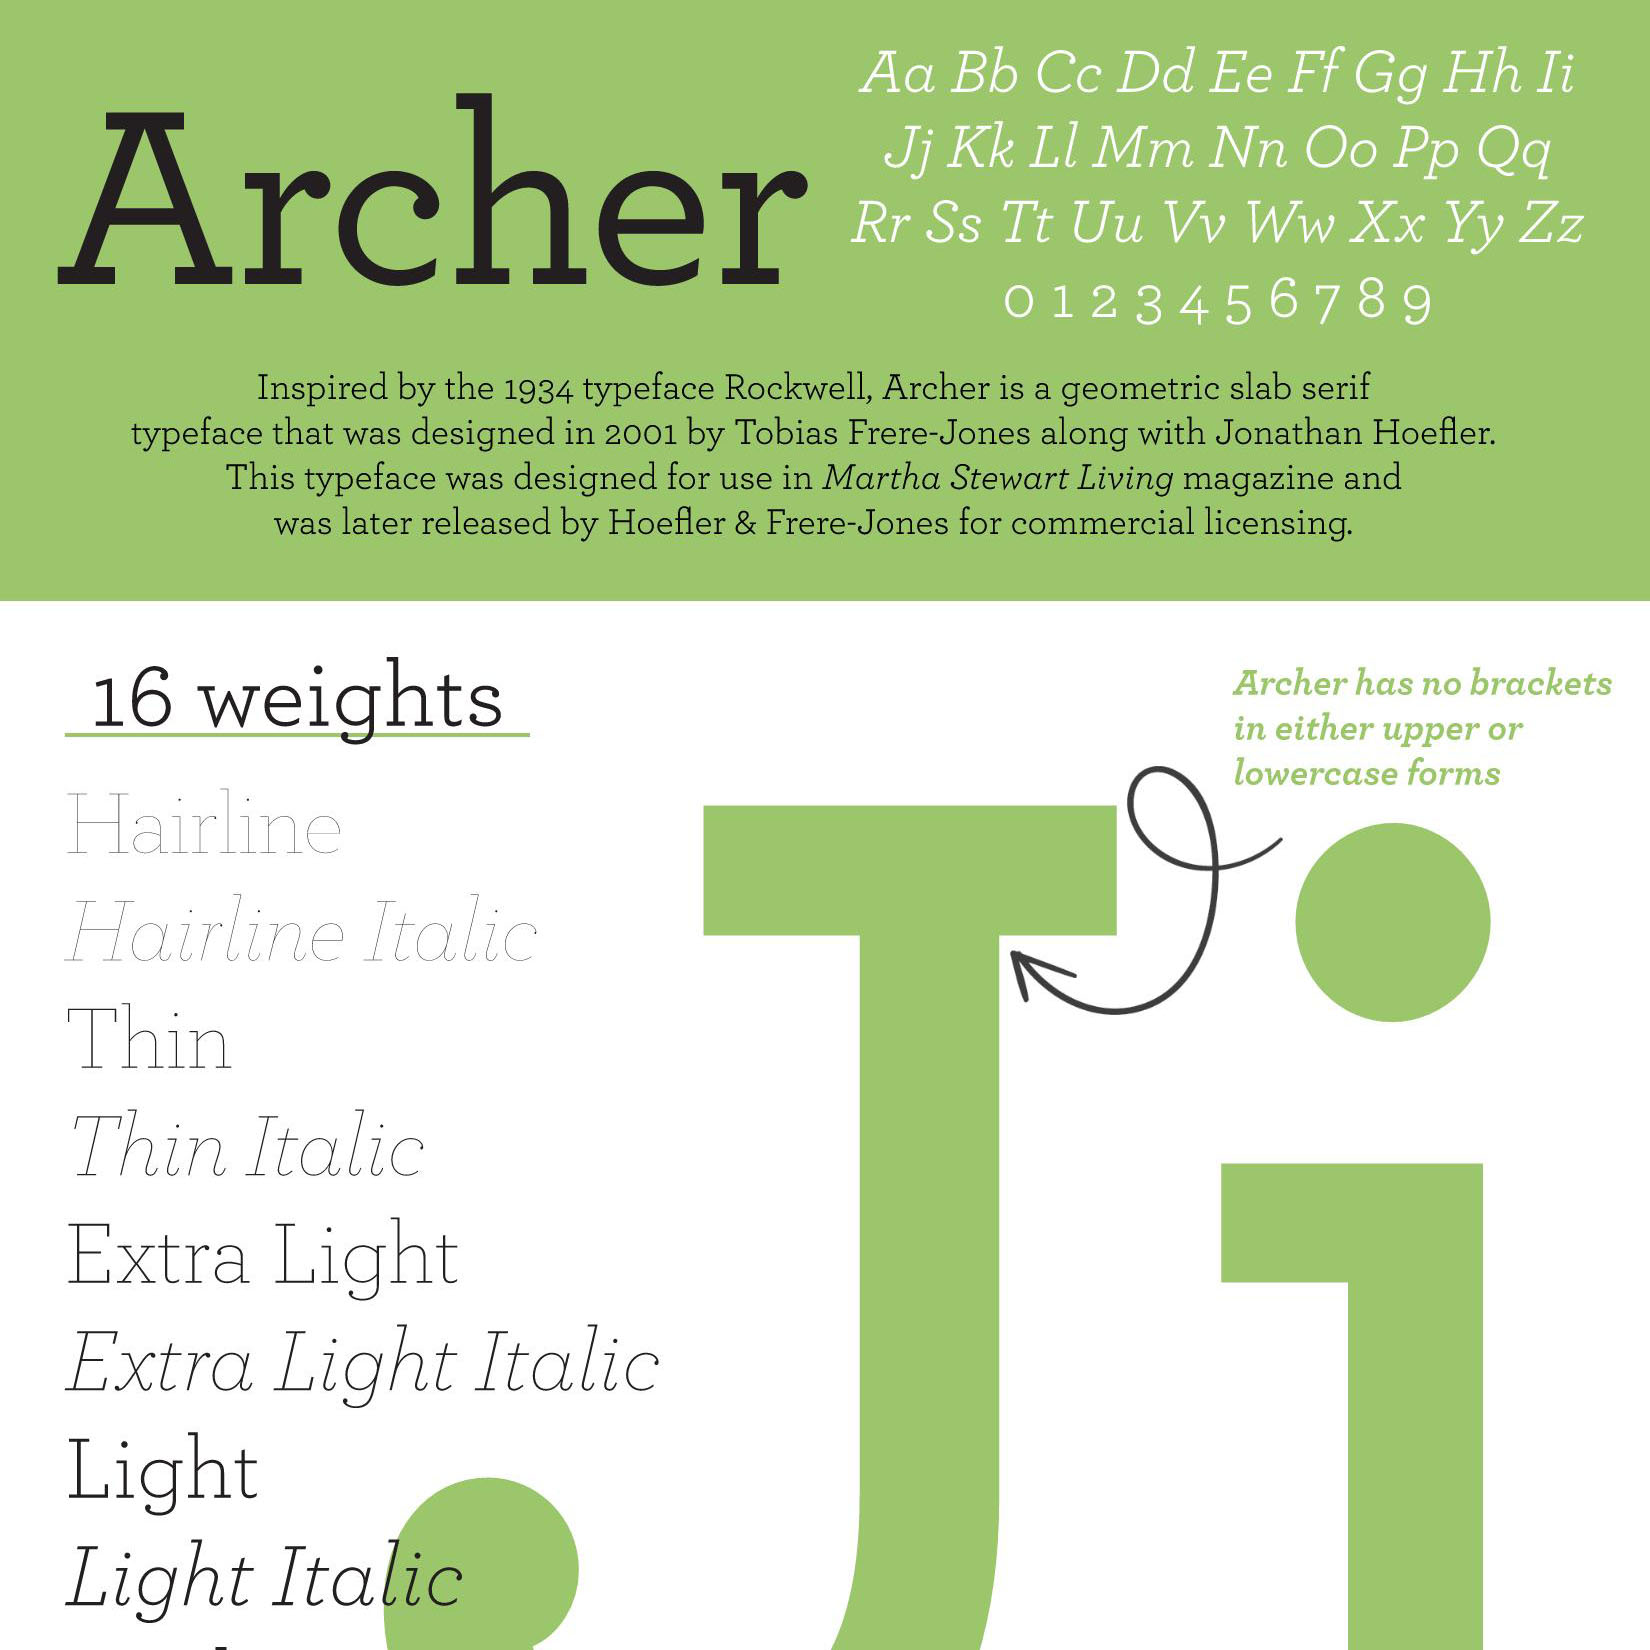 Archer
Aa Bb Cc Dd Ee Ff Gg Hh Ii
Jj Kk Ll Mm Nn Oo Pp Qq
Rr Ss Tt Uu Vv Ww Xx Yy Zz
0 1 2 3 4 5 6 7 8 9
Inspired by the 1934 typeface Rockwell, Archer is a geometric slab serif
typeface that was designed in 2001 by Tobias Frere-Jones along with Jonathan Hoefler.
This typeface was designed for use in Martha Stewart Living magazine and
was later released by Hoefler & Frere-Jones for commercial licensing.
16 weights
Hairline
Hairline Italic
Thin
Thin Italic
Extra Light
Extra Light Italic
Light
Light Italic
Archer has no brackets
in either upper or
lowercase forms
J i